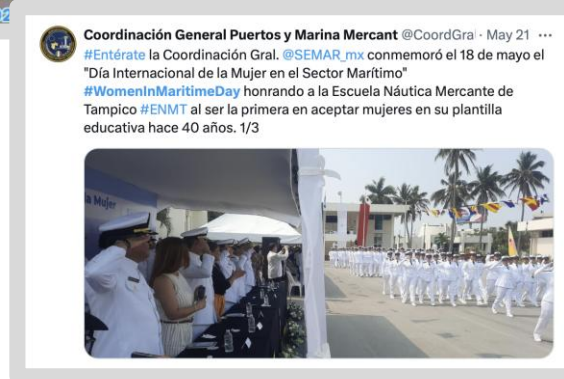 Coordinación General Puertos y Marina Mercant @CoordGral · May 21 ···
#Entérate la Coordinación Gral. @SEMAR_mx conmemoró el 18 de mayo el
"Día Internacional de la Mujer en el Sector Marítimo"
#WomenInMaritimeDay honrando a la Escuela Náutica Mercante de
Tampico #ENMT al ser la primera en aceptar mujeres en su plantilla
educativa hace 40 años. 1/3
la Mujer